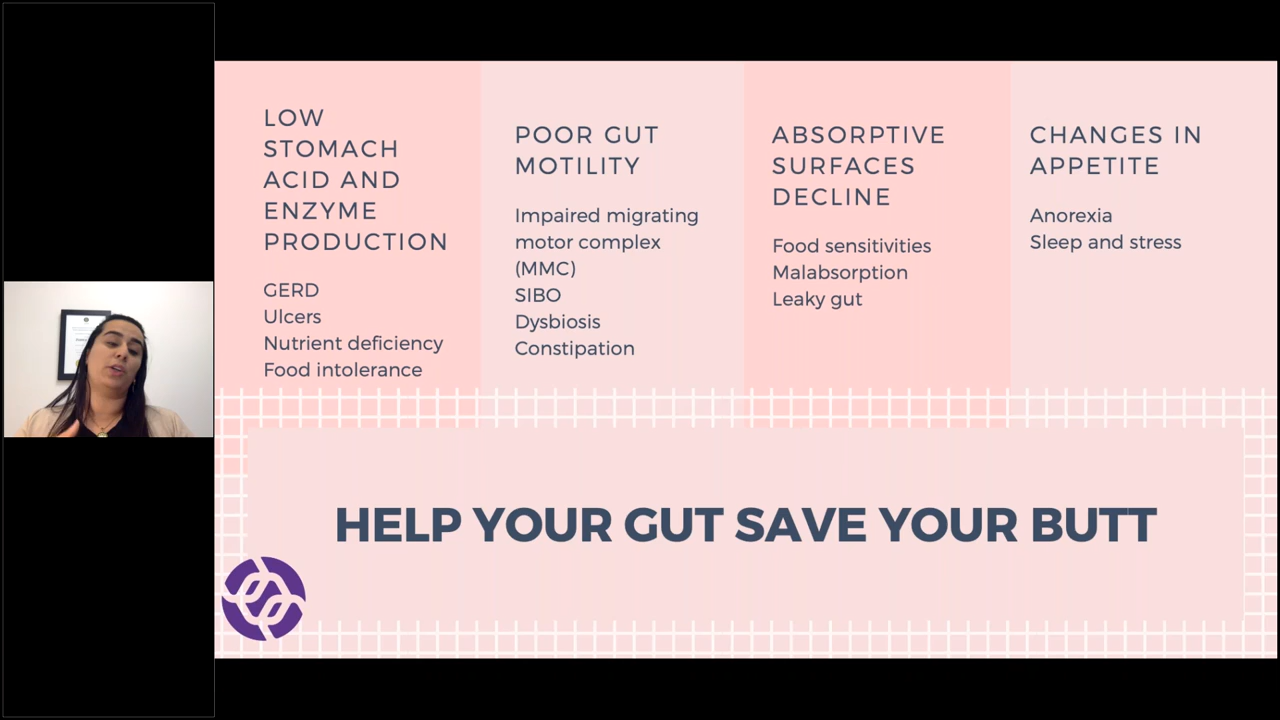 LOW
STOMACH
ACID AND
ENZYME
PRODUCTION
GERD
Ulcers
Nutrient deficiency
Food intolerance
POOR GUT
MOTILITY
Impaired migrating
motor complex
(MMC)
SIBO
Dysbiosis
Constipation
ABSORPTIVE
SURFACES
DECLINE
Food sensitivities
Malabsorption
Leaky gut
CHANGES IN
APPETITE
Anorexia
Sleep and stress
HELP YOUR GUT SAVE YOUR BUTT